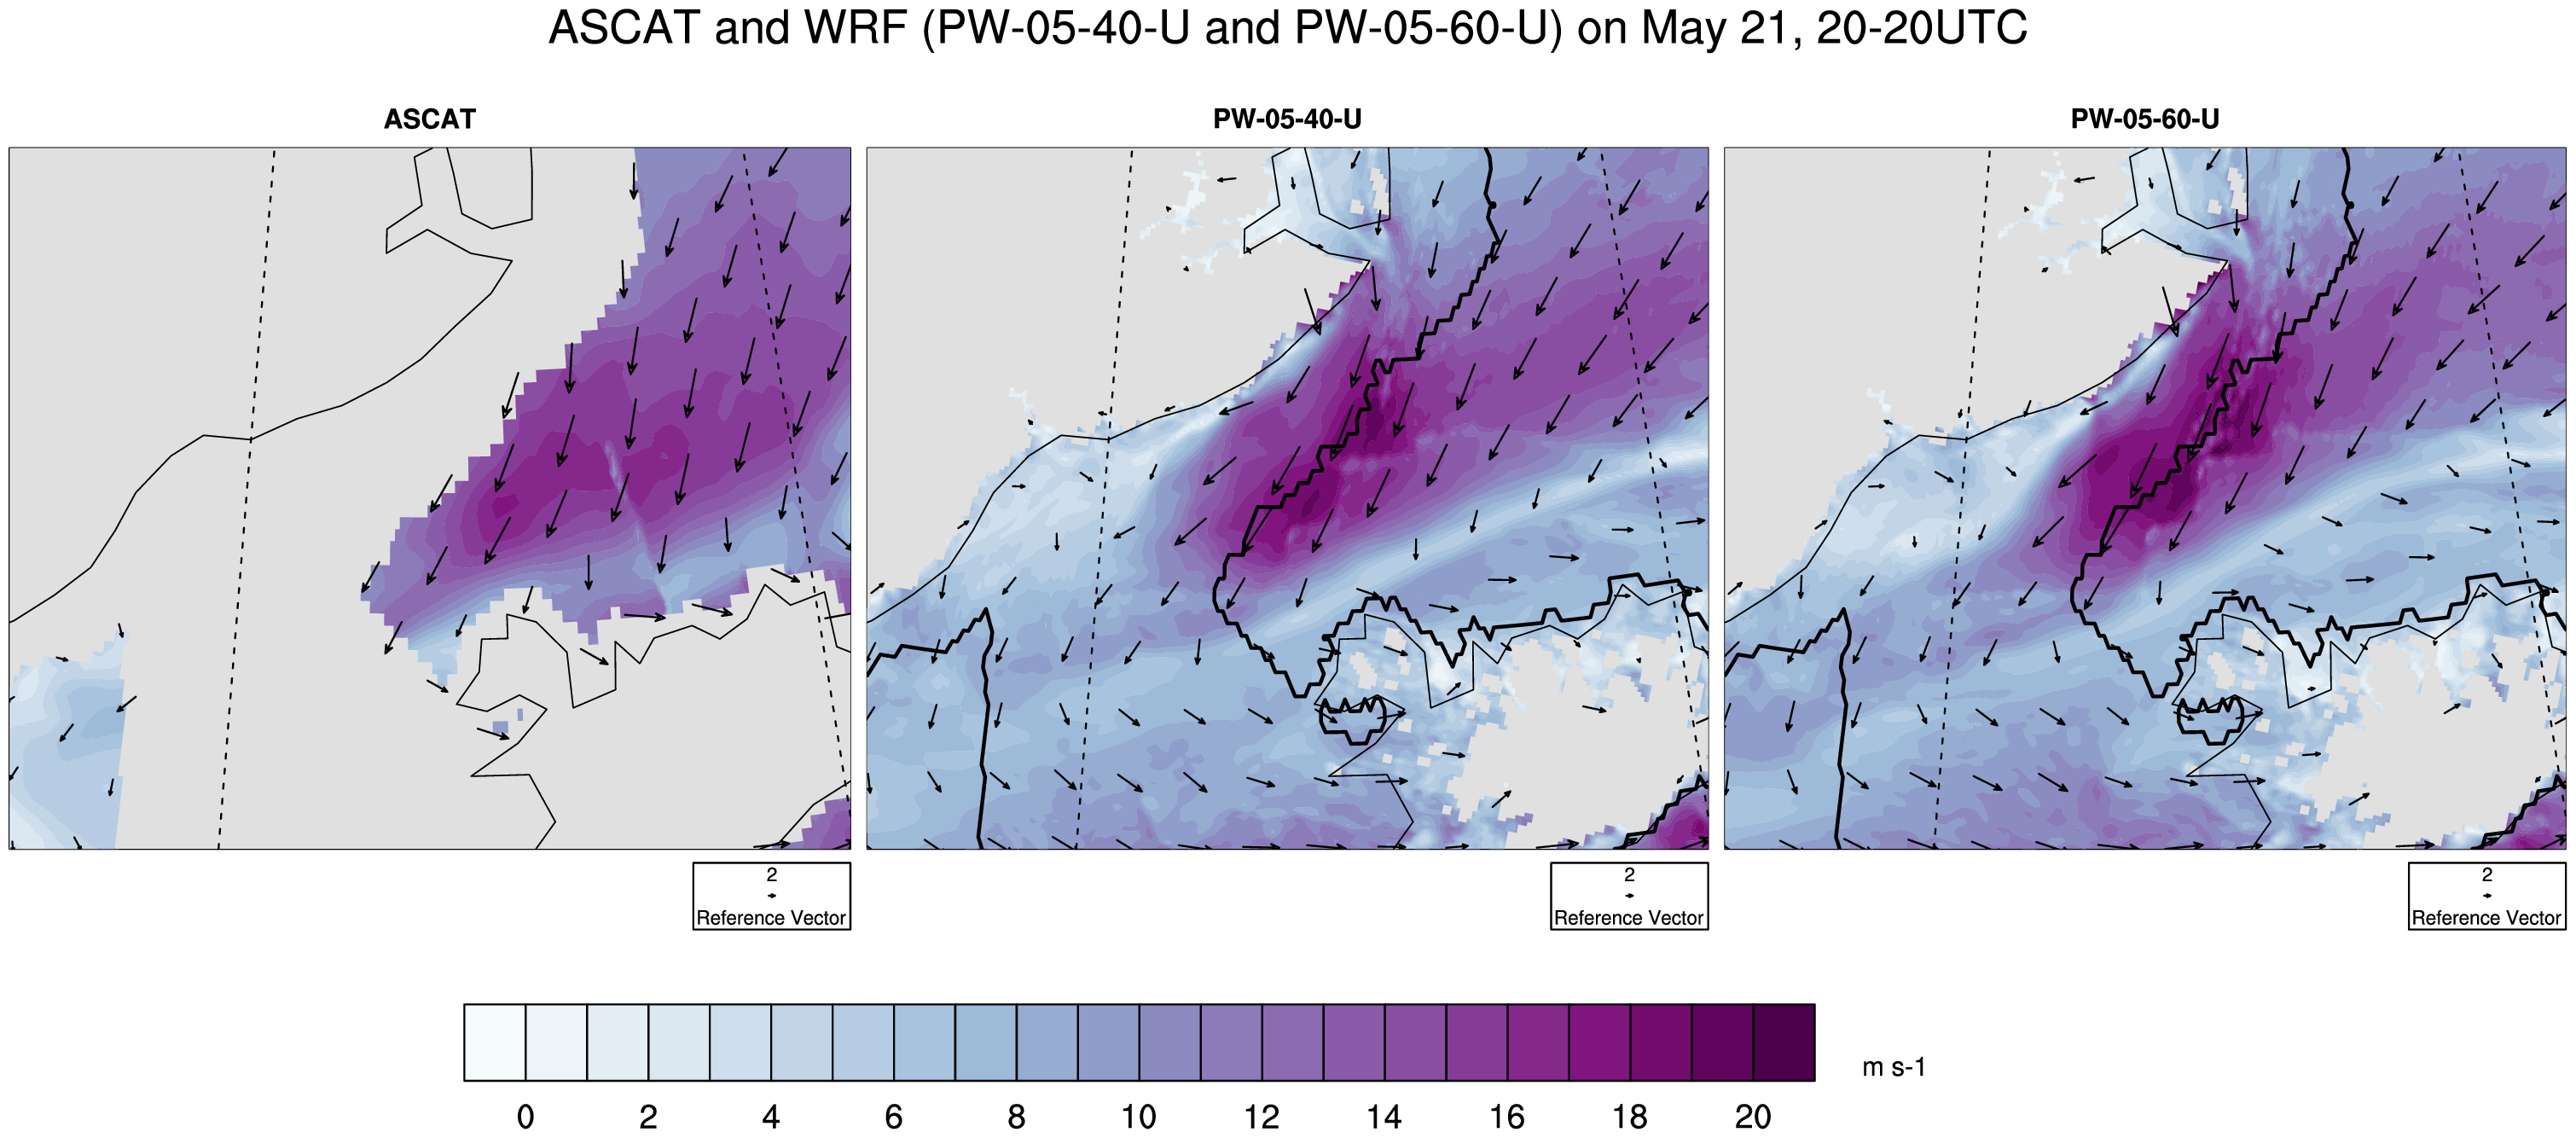 ASCAT and WRF (PW-05-40-U and PW-05-60-U) on May 21, 20-20UTC
ASCAT
PW-05-40-U
PW-05-60-U
2
Reference Vector
2
Reference Vector
2
Reference Vector
m s-1
0 2 4 6 8 10 12 14 16 18 20